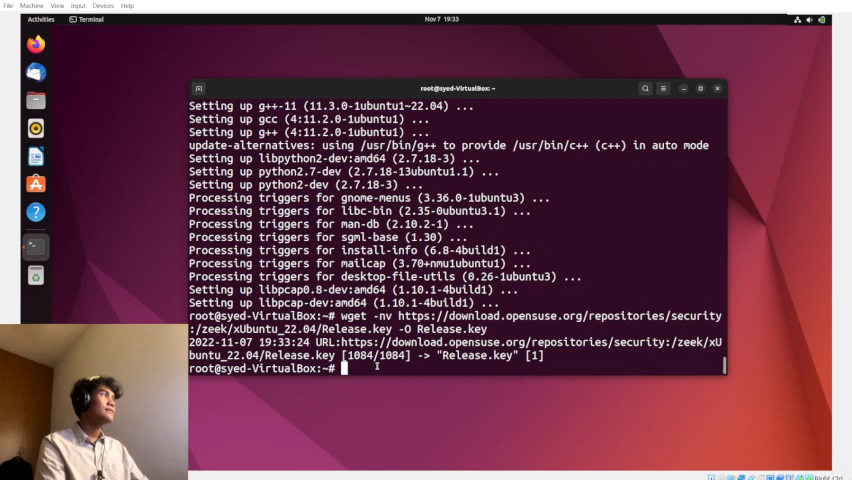 File Machine View Input Devices Help
Activities Terminal Nov 7 19:33
root@syed-VirtualBox: ~
Setting up g++-11 (11.3.0-1ubuntu1~22.04) ...
Setting up gcc (4:11.2.0-1ubuntu1) ...
Setting up g++ (4:11.2.0-1ubuntu1) ...
update-alternatives: using /usr/bin/g++ to provide /usr/bin/c++ (c++) in auto mode
Setting up libpython2-dev:amd64 (2.7.18-3) ...
Setting up python2.7-dev (2.7.18-13ubuntu1.1) ...
Setting up python2-dev (2.7.18-3) ...
Processing triggers for gnome-menus (3.36.0-1ubuntu3) ...
Processing triggers for libc-bin (2.35-0ubuntu3.1) ...
Processing triggers for man-db (2.10.2-1) ...
Processing triggers for sgml-base (1.30) ...
Processing triggers for install-info (6.8-4build1) ...
Processing triggers for mailcap (3.70+nmu1ubuntu1) ...
Processing triggers for desktop-file-utils (0.26-1ubuntu3) ...
Setting up libpcap0.8-dev:amd64 (1.10.1-4build1) ...
Setting up libpcap-dev:amd64 (1.10.1-4build1) ...
root@syed-VirtualBox:~# wget -nv https://download.opensuse.org/repositories/security
:/zeek/xUbuntu_22.04/Release.key -O Release.key
2022-11-07 19:33:24 URL:https://download.opensuse.org/repositories/security:/zeek/xU
buntu_22.04/Release.key [1084/1084] -> "Release.key" [1]
root@syed-VirtualBox:~#
Right Ctrl